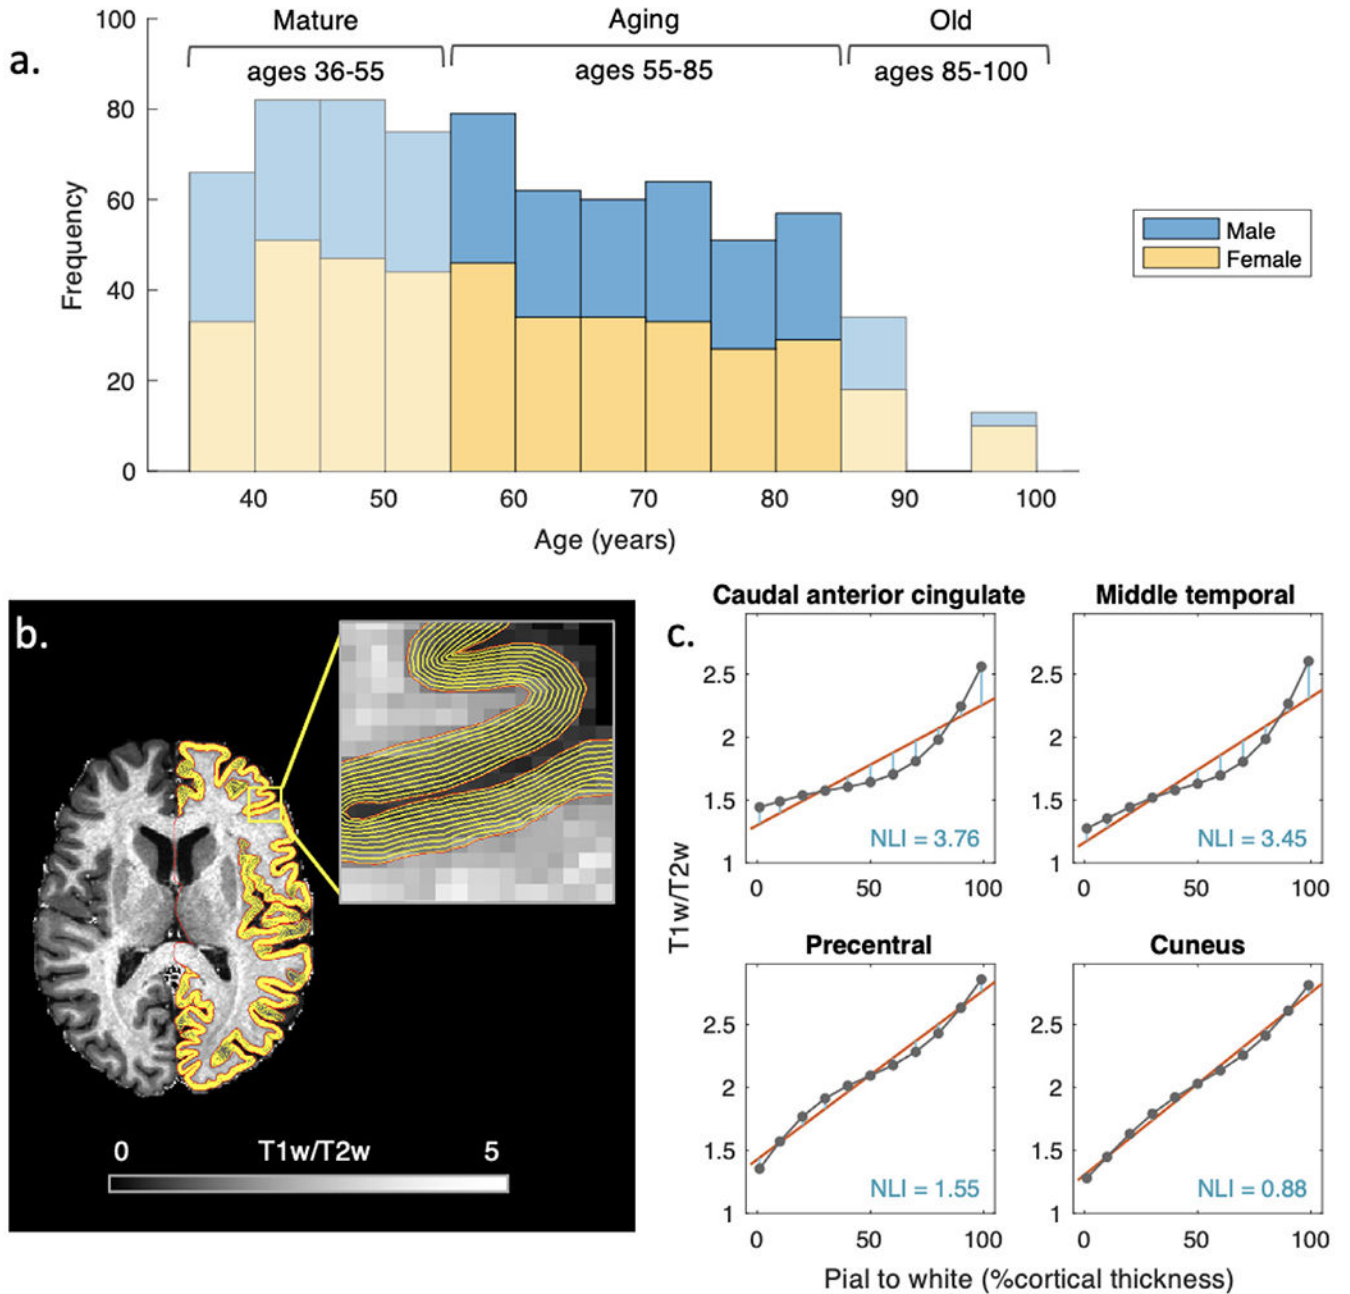 a.
Mature Aging Old
ages 36-55 ages 55-85 ages 85-100
100
80
60
40
20
0
Frequency
40 50 60 70 80 90 100
Age (years)
Male
Female
b.
0 T1w/T2w 5
c.
Caudal anterior cingulate
2.5
2
1.5
1
NLI = 3.76
0 50 100
Middle temporal
2.5
2
1.5
1
NLI = 3.45
0 50 100
T1w/T2w
Precentral
2.5
2
1.5
1
NLI = 1.55
0 50 100
Cuneus
2.5
2
1.5
1
NLI = 0.88
0 50 100
Pial to white (%cortical thickness)